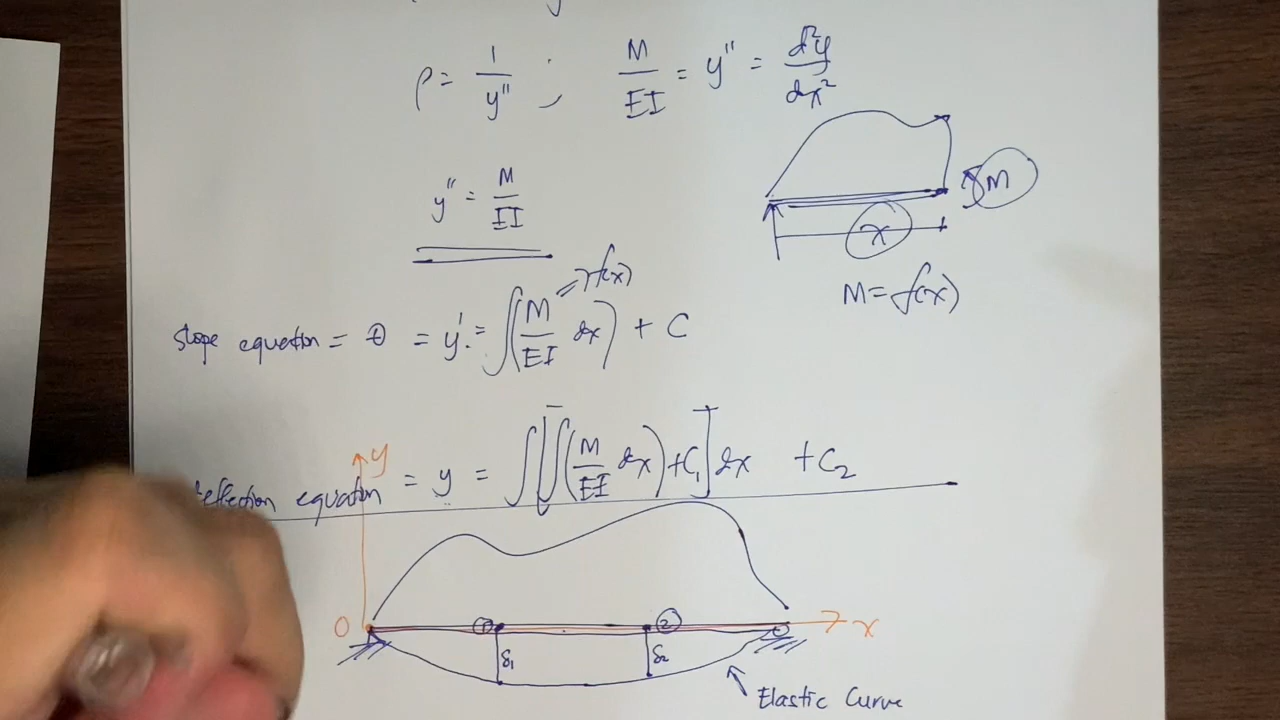 ρ = 1/y" ; M/EI = y" = d²y/dx²
y" = M/EI
M
x
M = f(x)
⇒ f(x)
slope equation = θ = y' = ∫(M/EI dx) + C
deflection equation = y = ∫[∫(M/EI dx) + C₁] dx + C₂
y
0 ① ② x
δ₁ δ₂
Elastic Curve